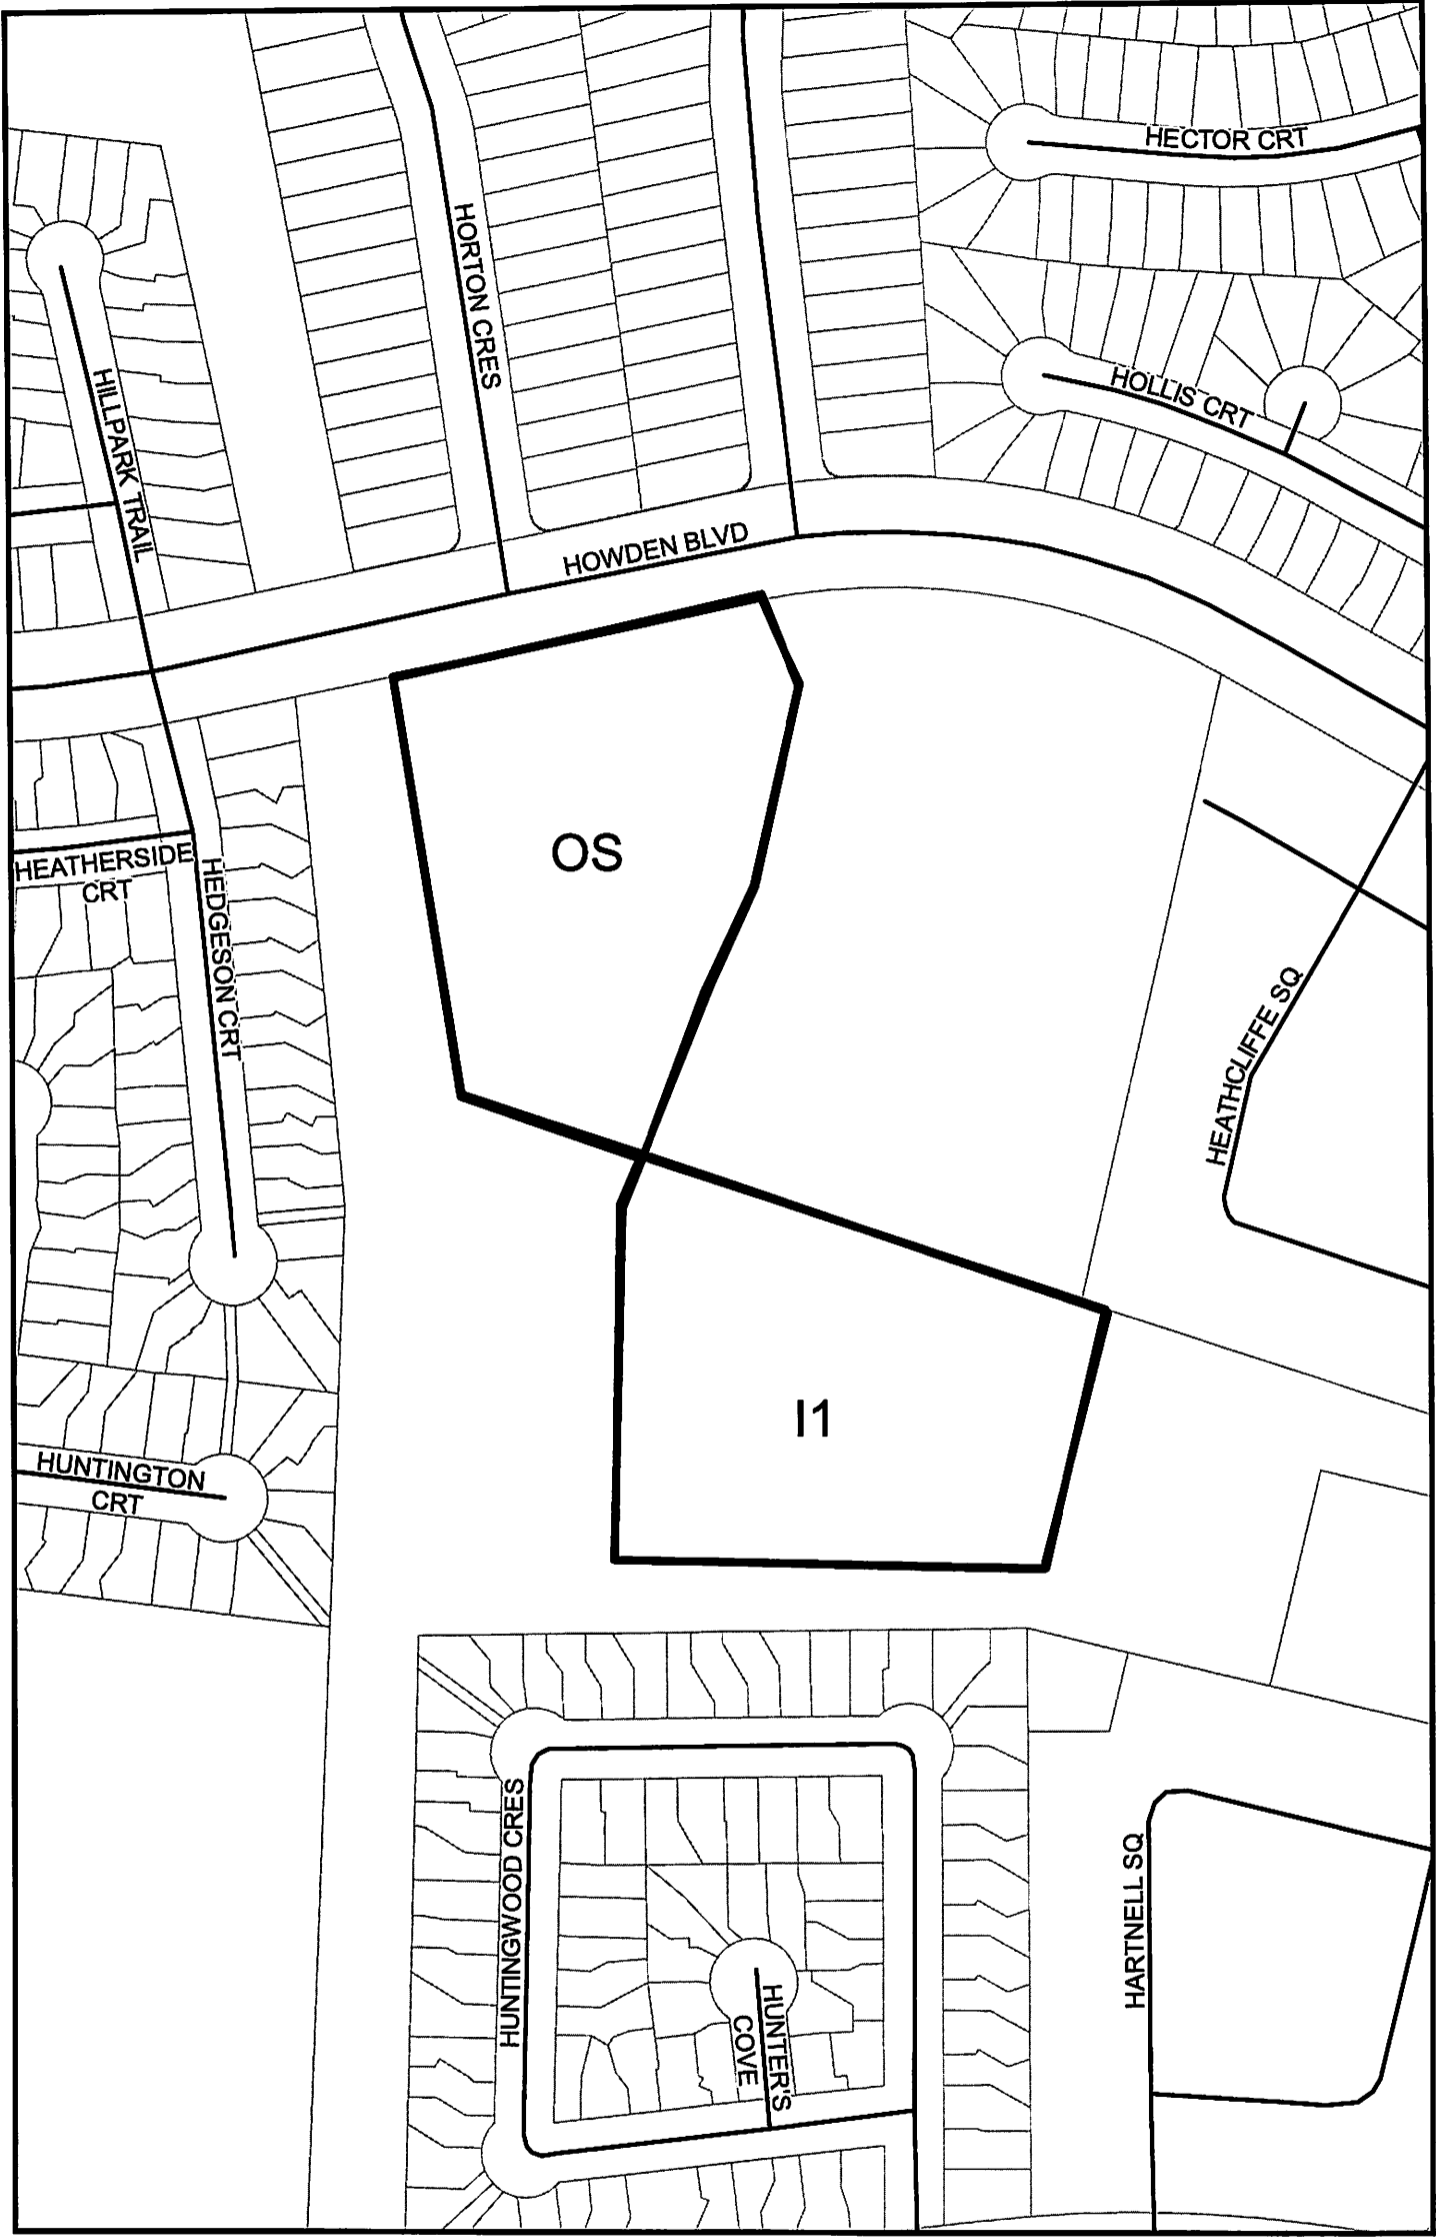 HECTOR CRT
HORTON CRES
HOLLIS CRT
HILLPARK TRAIL
HOWDEN BLVD
OS
HEATHERSIDE
CRT
HEDGESON CRT
HEATHCLIFFE SQ
I1
HUNTINGTON
CRT
HUNTINGWOOD CRES
HARTNELL SQ
HUNTER'S
COVE